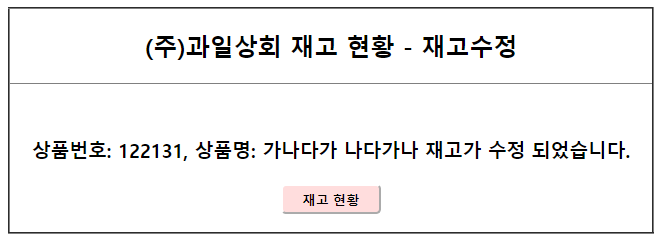 (주)과일상회 재고 현황 - 재고수정
상품번호: 122131, 상품명: 가나다가 나다가나 재고가 수정 되었습니다.
재고 현황